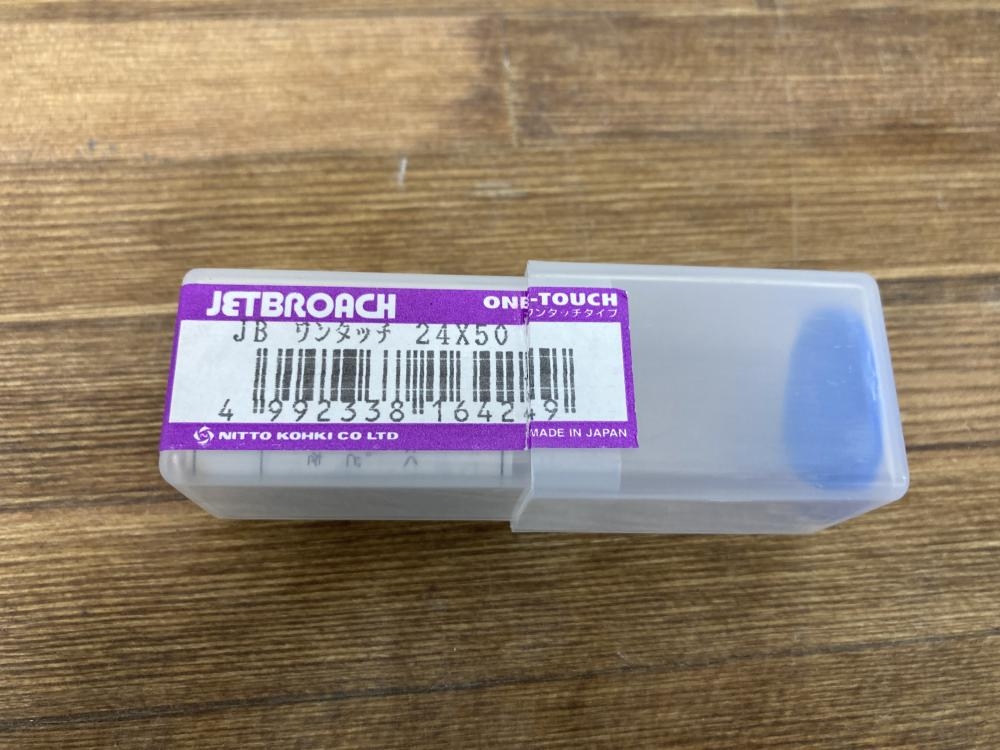 JETBROACH ONE-TOUCH
ワンタッチタイプ
JB ワンタッチ 24X50
4 992338 164249
NITTO KOHKI CO LTD MADE IN JAPAN